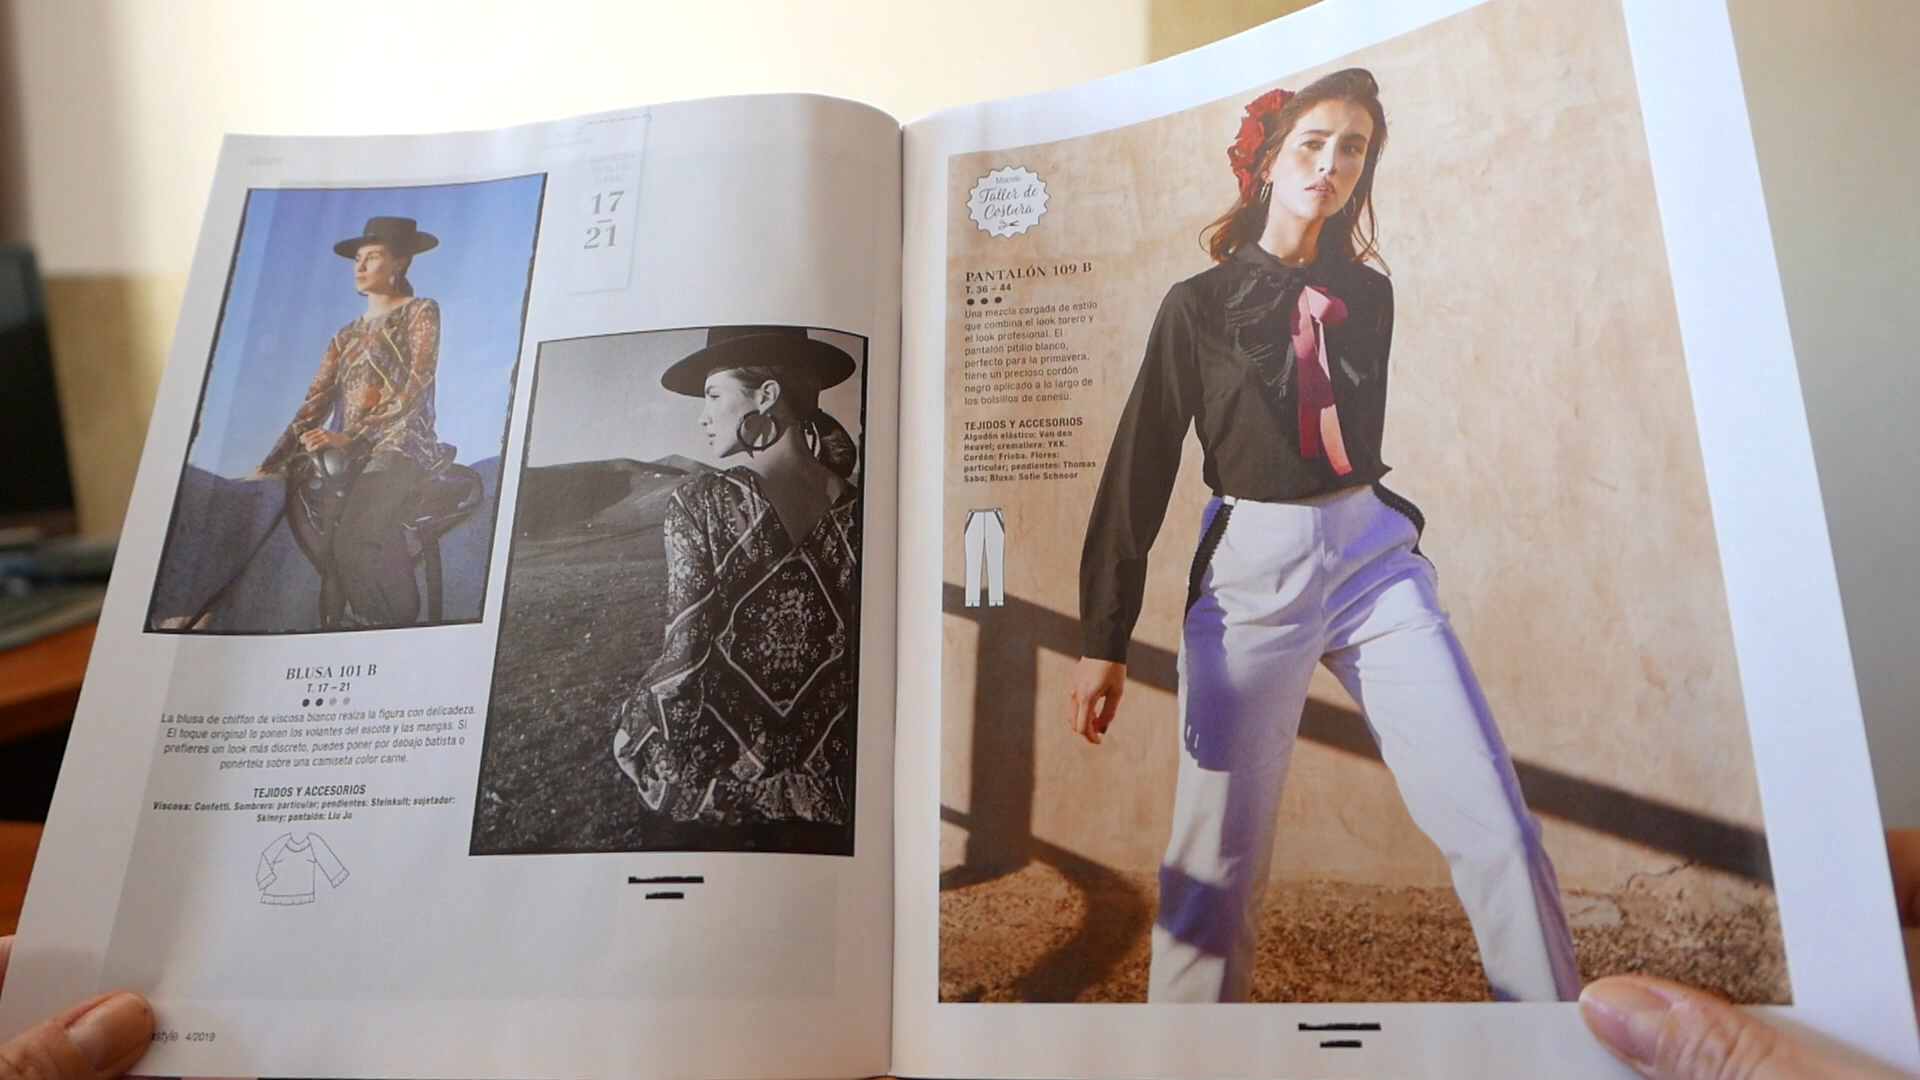 17
21
BLUSA 101 B
T. 17 – 21
La blusa de chiffon de viscosa blanco realza la figura con delicadeza.
El toque original lo ponen los volantes del escote y las mangas. Si
prefieres un look más discreto, puedes poner por debajo batista o
ponértela sobre una camiseta color carne.
TEJIDOS Y ACCESORIOS
Viscosa: Confetti. Sombrero: particular; pendientes: Steinkult; sujetador:
Skinny; pantalón: Liu Jo
style 4/2019
Modelo
Taller de
Costura
PANTALÓN 109 B
T. 36 – 44
Una mezcla cargada de estilo
que combina el look torero y
el look profesional. El
pantalón pitillo blanco,
perfecto para la primavera,
tiene un precioso cordón
negro aplicado a lo largo de
los bolsillos de canesú.
TEJIDOS Y ACCESORIOS
Algodón elástico: Van den
Heuvel; cremallera: YKK.
Cordón: Frieba. Flores:
particular; pendientes: Thomas
Sabo; Blusa: Sofie Schnoor